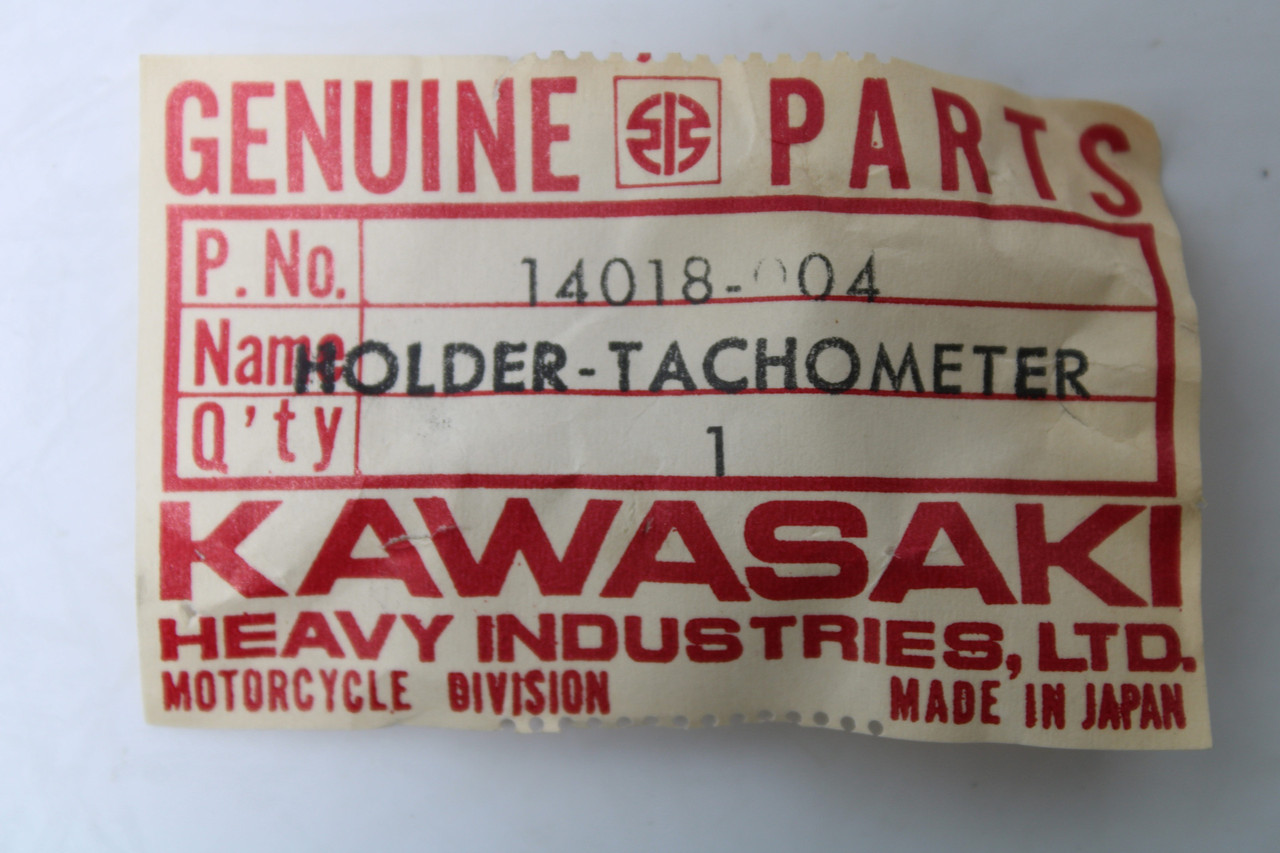 GENUINE PARTS
P. No. 14018-004
Name HOLDER-TACHOMETER
Q'ty 1
KAWASAKI
HEAVY INDUSTRIES, LTD.
MOTORCYCLE DIVISION MADE IN JAPAN